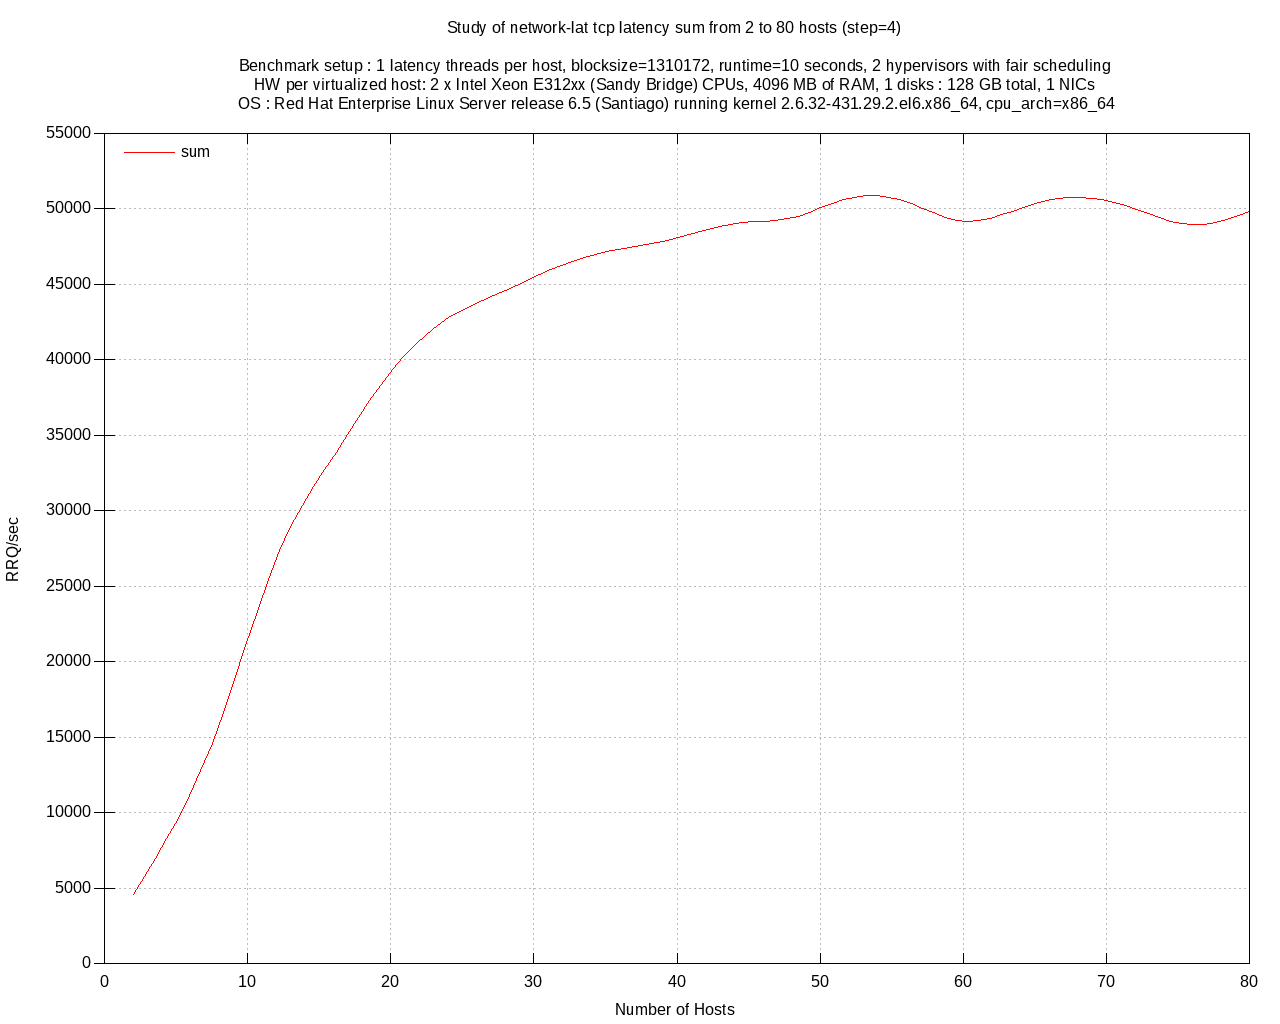 Study of network-lat tcp latency sum from 2 to 80 hosts (step=4)
Benchmark setup : 1 latency threads per host, blocksize=1310172, runtime=10 seconds, 2 hypervisors with fair scheduling
HW per virtualized host: 2 x Intel Xeon E312xx (Sandy Bridge) CPUs, 4096 MB of RAM, 1 disks : 128 GB total, 1 NICs
OS : Red Hat Enterprise Linux Server release 6.5 (Santiago) running kernel 2.6.32-431.29.2.el6.x86_64, cpu_arch=x86_64
sum
55000
50000
45000
40000
35000
30000
25000
20000
15000
10000
5000
0
RRQ/sec
0 10 20 30 40 50 60 70 80
Number of Hosts